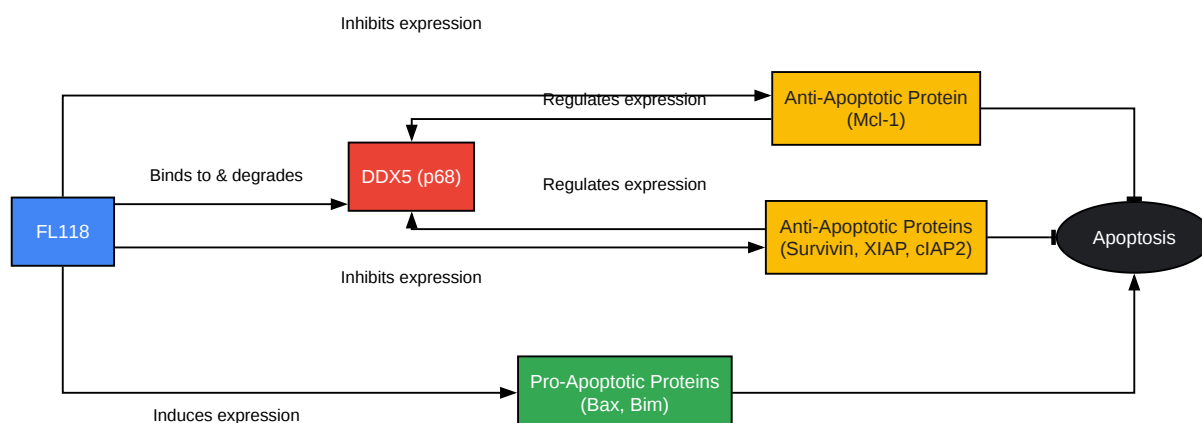 Inhibits expression
Anti-Apoptotic Protein
(Mcl-1)
Regulates expression
DDX5 (p68)
Binds to & degrades
Regulates expression
FL118
Anti-Apoptotic Proteins
(Survivin, XIAP, cIAP2)
Apoptosis
Inhibits expression
Pro-Apoptotic Proteins
(Bax, Bim)
Induces expression